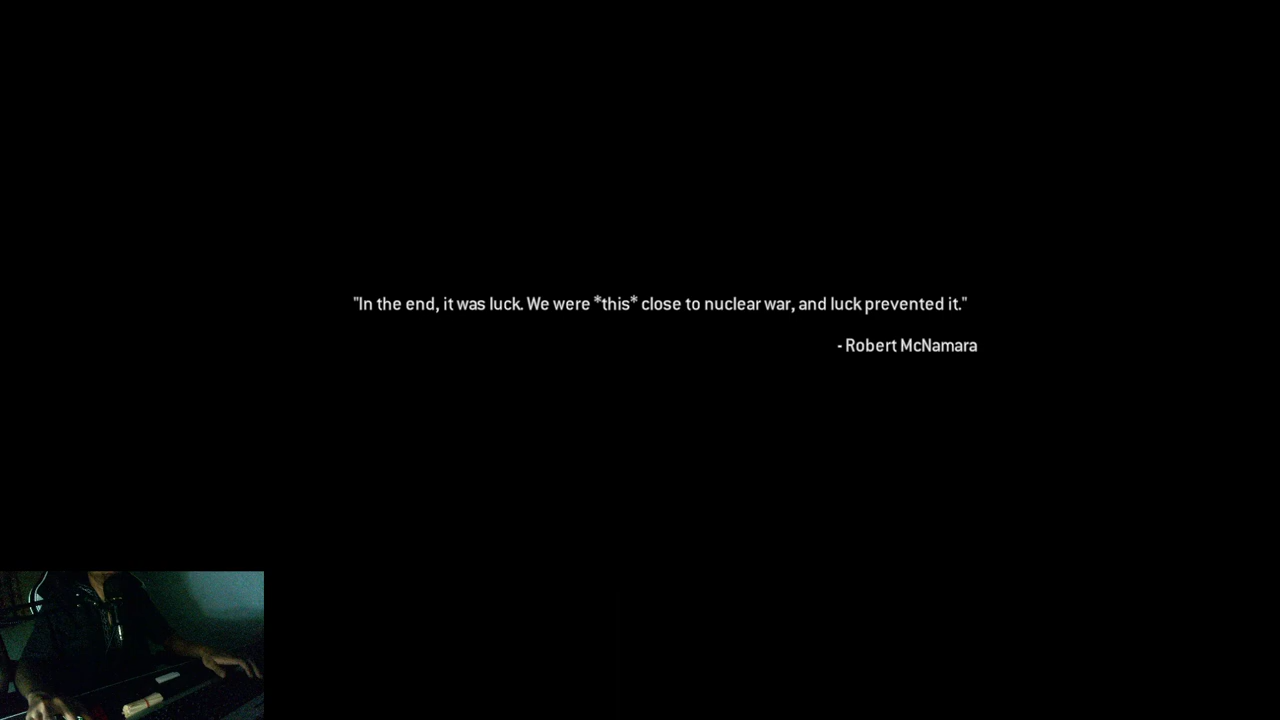 "In the end, it was luck. We were *this* close to nuclear war, and luck prevented it."
- Robert McNamara